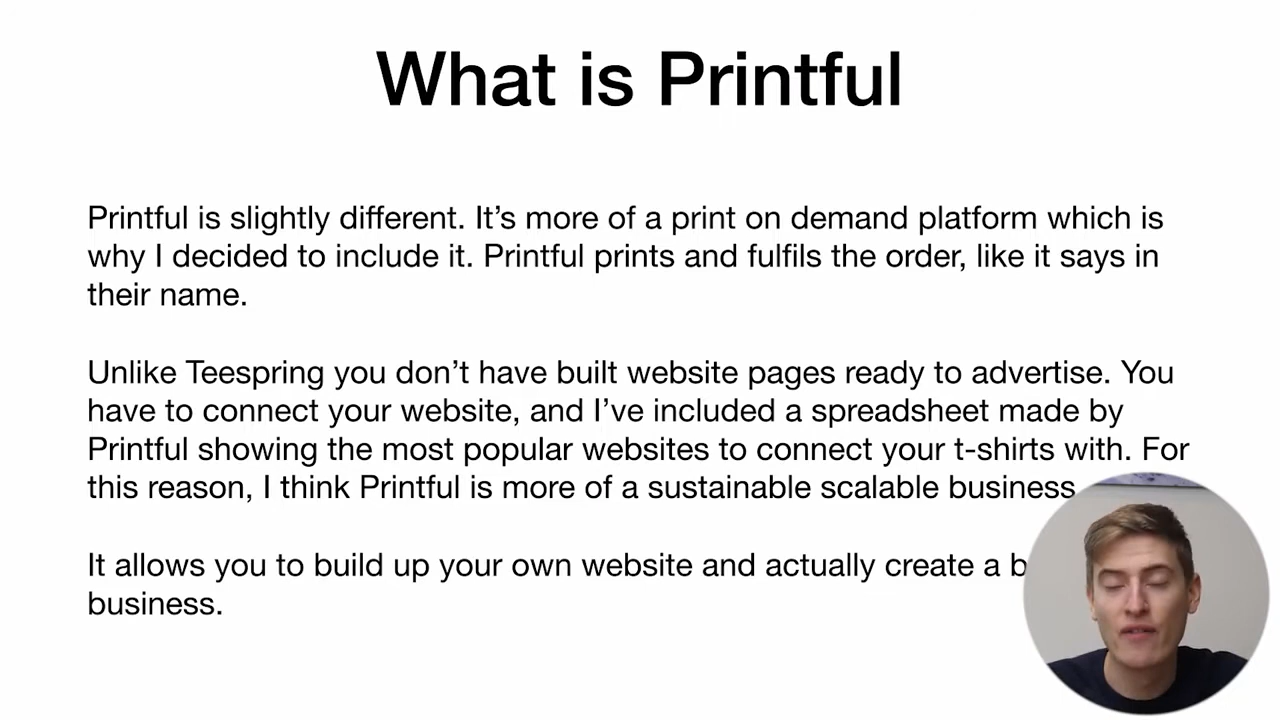 What is Printful
Printful is slightly different. It’s more of a print on demand platform which is
why I decided to include it. Printful prints and fulfils the order, like it says in
their name.
Unlike Teespring you don’t have built website pages ready to advertise. You
have to connect your website, and I’ve included a spreadsheet made by
Printful showing the most popular websites to connect your t-shirts with. For
this reason, I think Printful is more of a sustainable scalable business
It allows you to build up your own website and actually create a
business.